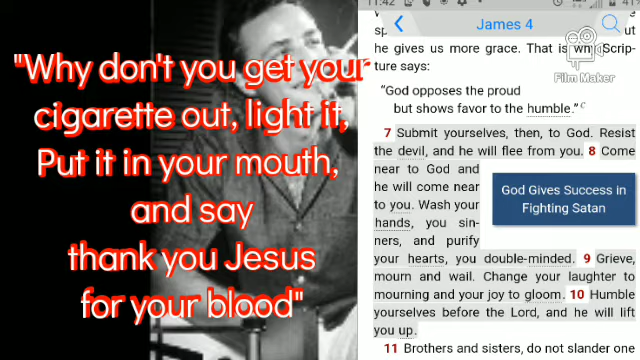 "Why don't you get your
cigarette out, light it,
Put it in your mouth,
and say
thank you Jesus
for your blood"
11:42
James 4
he gives us more grace. That is why Scrip-
ture says:
"God opposes the proud
but shows favor to the humble." c
7 Submit yourselves, then, to God. Resist
the devil, and he will flee from you. 8 Come
near to God and
he will come near
to you. Wash your
hands, you sin-
ners, and purify
your hearts, you double-minded. 9 Grieve,
mourn and wail. Change your laughter to
mourning and your joy to gloom. 10 Humble
yourselves before the Lord, and he will lift
you up.
11 Brothers and sisters, do not slander one
God Gives Success in
Fighting Satan
Film Maker